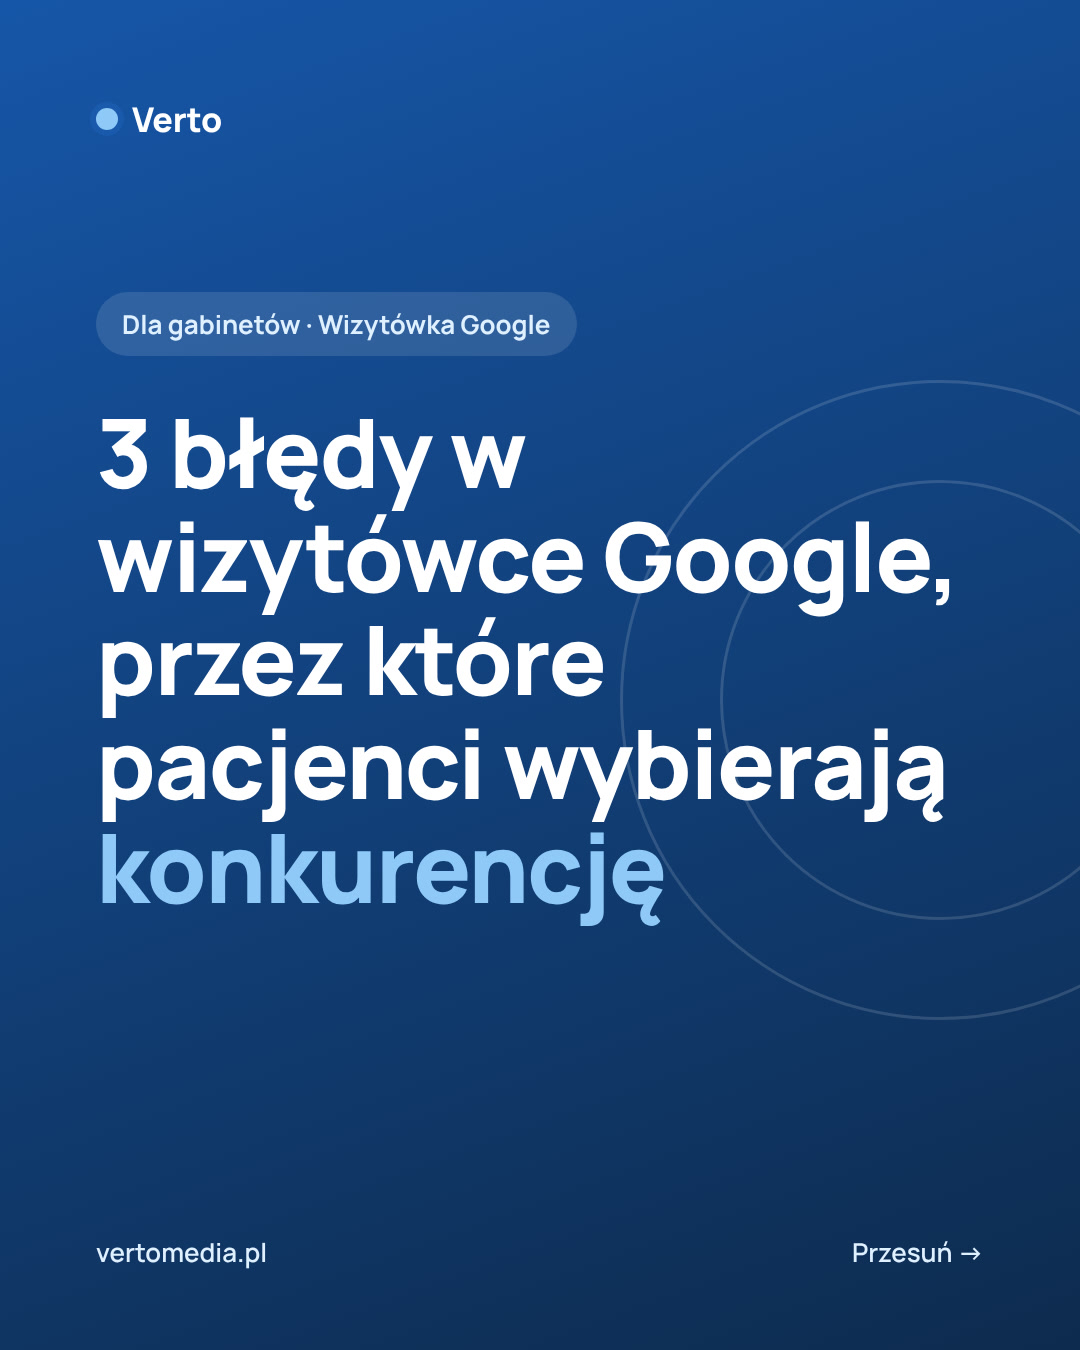 Verto
Dla gabinetów · Wizytówka Google
3 błędy w
wizytówce Google,
przez które
pacjenci wybierają
konkurencję
vertomedia.pl
Przesuń →